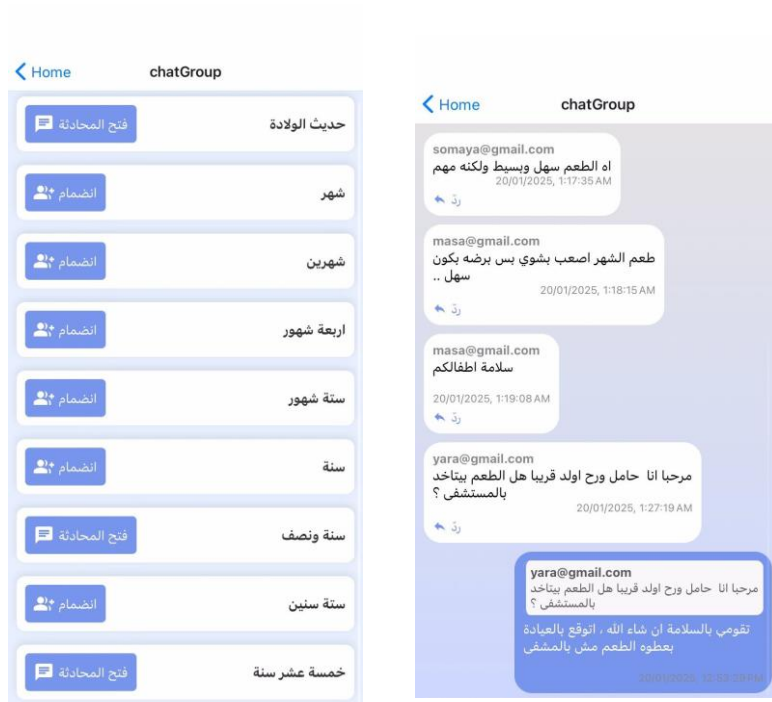 Home
chatGroup
حديث الولادة
فتح المحادثة
شهر
انضمام
شهرين
انضمام
اربعة شهور
انضمام
ستة شهور
انضمام
سنة
انضمام
سنة ونصف
فتح المحادثة
ستة سنين
انضمام
خمسة عشر سنة
فتح المحادثة
Home
chatGroup
somaya@gmail.com
اه الطعم سهل وبسيط ولكنه مهم
20/01/2025, 1:17:35 AM
ردّ
masa@gmail.com
طعم الشهر اصعب بشوي بس برضه بكون
سهل ..
20/01/2025, 1:18:15 AM
ردّ
masa@gmail.com
سلامة اطفالكم
20/01/2025, 1:19:08 AM
ردّ
yara@gmail.com
مرحبا انا حامل ورح اولد قريبا هل الطعم بيتاخد
بالمستشفى ؟
20/01/2025, 1:27:19 AM
ردّ
yara@gmail.com
مرحبا انا حامل ورح اولد قريبا هل الطعم بيتاخد
بالمستشفى ؟
تقومي بالسلامة ان شاء الله ، اتوقع بالعيادة
بعطوه الطعم مش بالمشفى
20/01/2025,